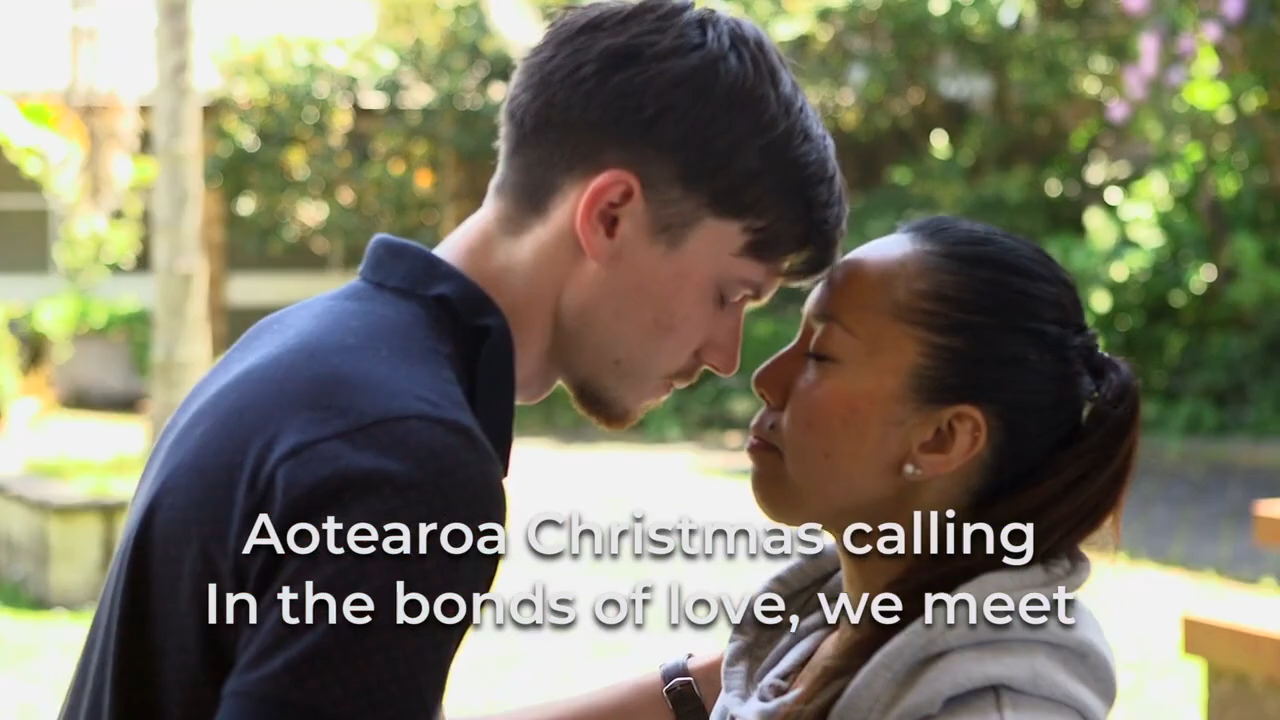 Aotearoa Christmas calling
In the bonds of love, we meet